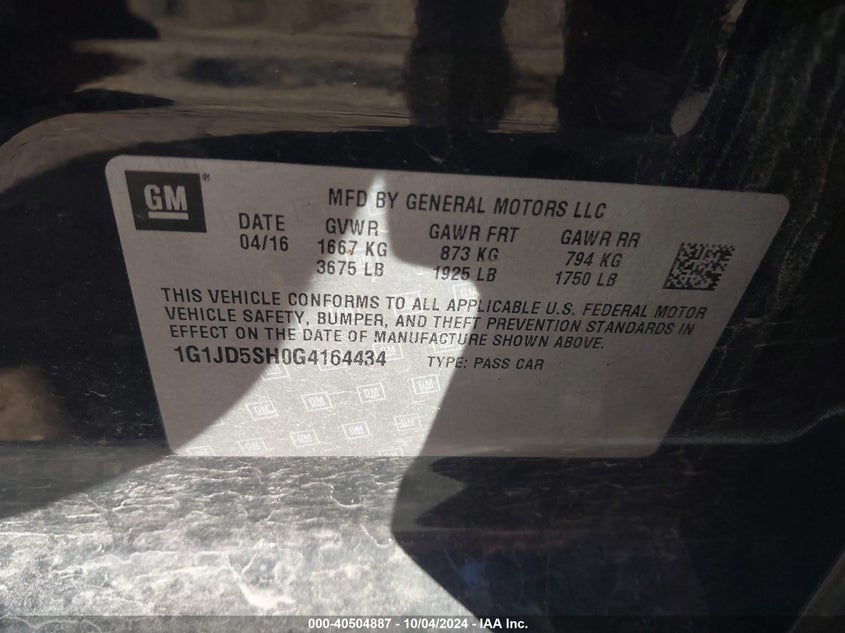 GM
MFD BY GENERAL MOTORS LLC
DATE GVWR GAWR FRT GAWR RR
04/16 1667 KG 873 KG 794 KG
3675 LB 1925 LB 1750 LB
THIS VEHICLE CONFORMS TO ALL APPLICABLE U.S. FEDERAL MOTOR
VEHICLE SAFETY, BUMPER, AND THEFT PREVENTION STANDARDS IN
EFFECT ON THE DATE OF MANUFACTURE SHOWN ABOVE.
1G1JD5SH0G4164434 TYPE: PASS CAR
000-40504887 - 10/04/2024 - IAA Inc.